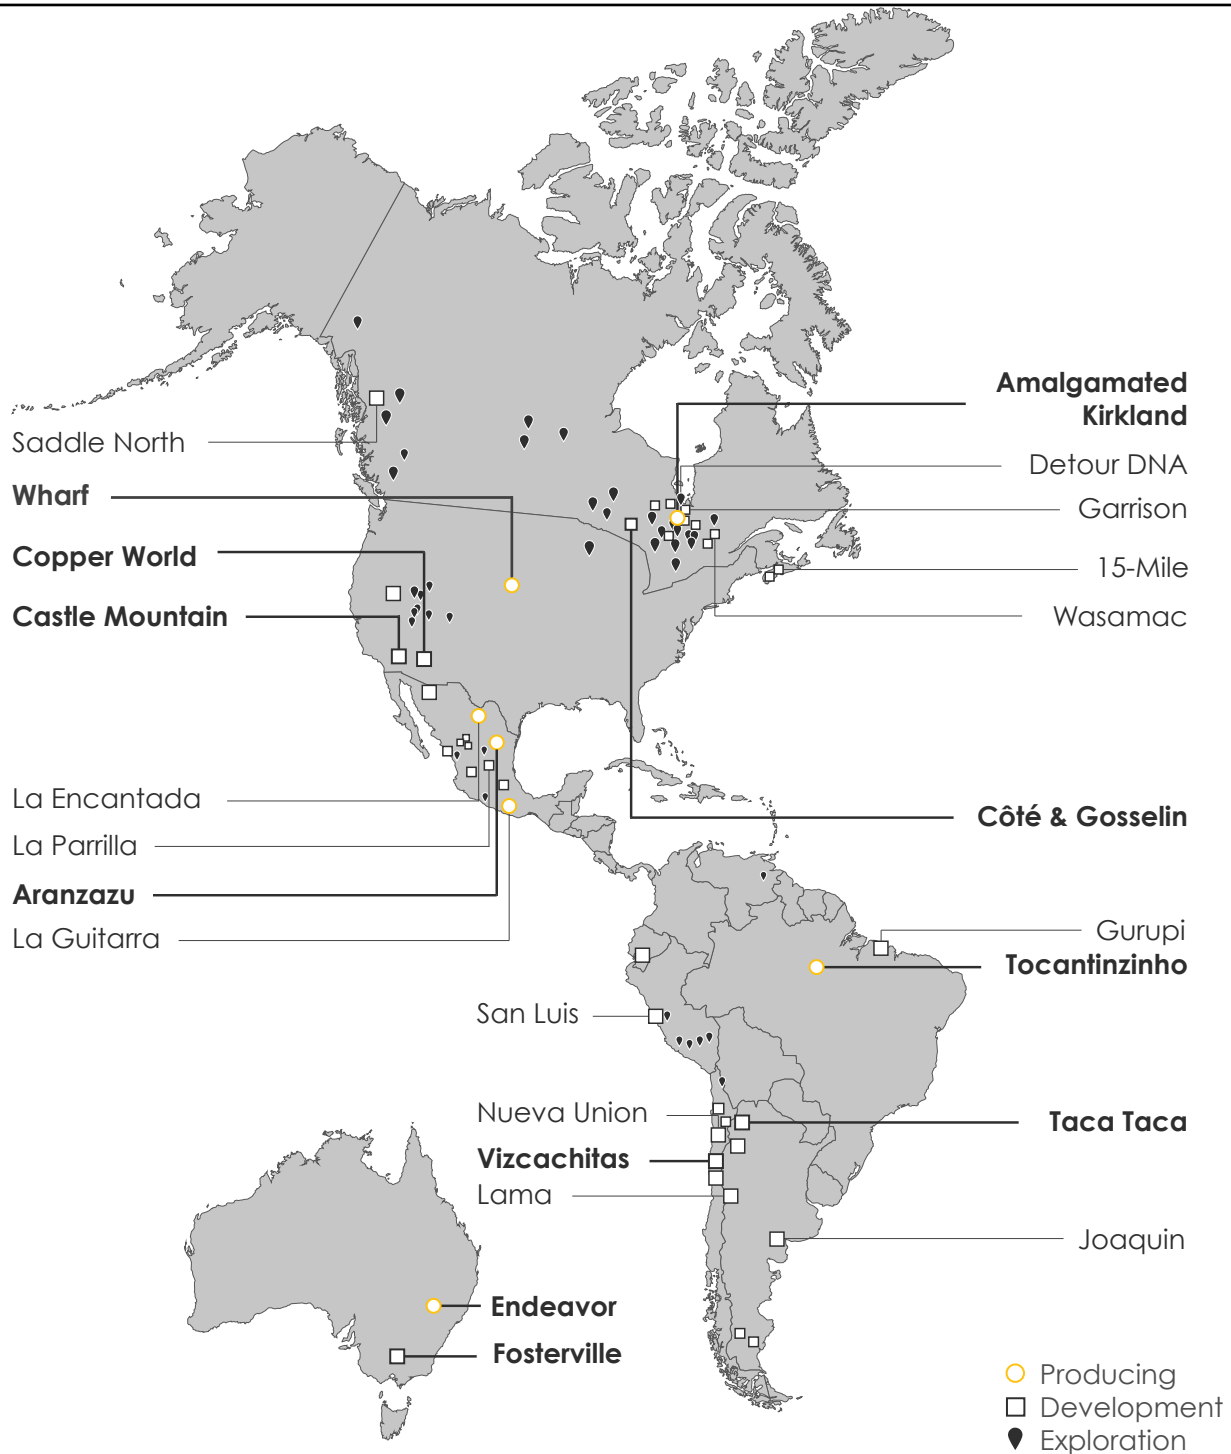 Amalgamated
Kirkland
Saddle North
Detour DNA
Wharf
Garrison
Copper World
15-Mile
Castle Mountain
Wasamac
La Encantada
Côté & Gosselin
La Parrilla
Aranzazu
La Guitarra
Gurupi
Tocantinzinho
San Luis
Nueva Union
Taca Taca
Vizcachitas
Lama
Joaquin
Endeavor
Fosterville
Producing
Development
Exploration